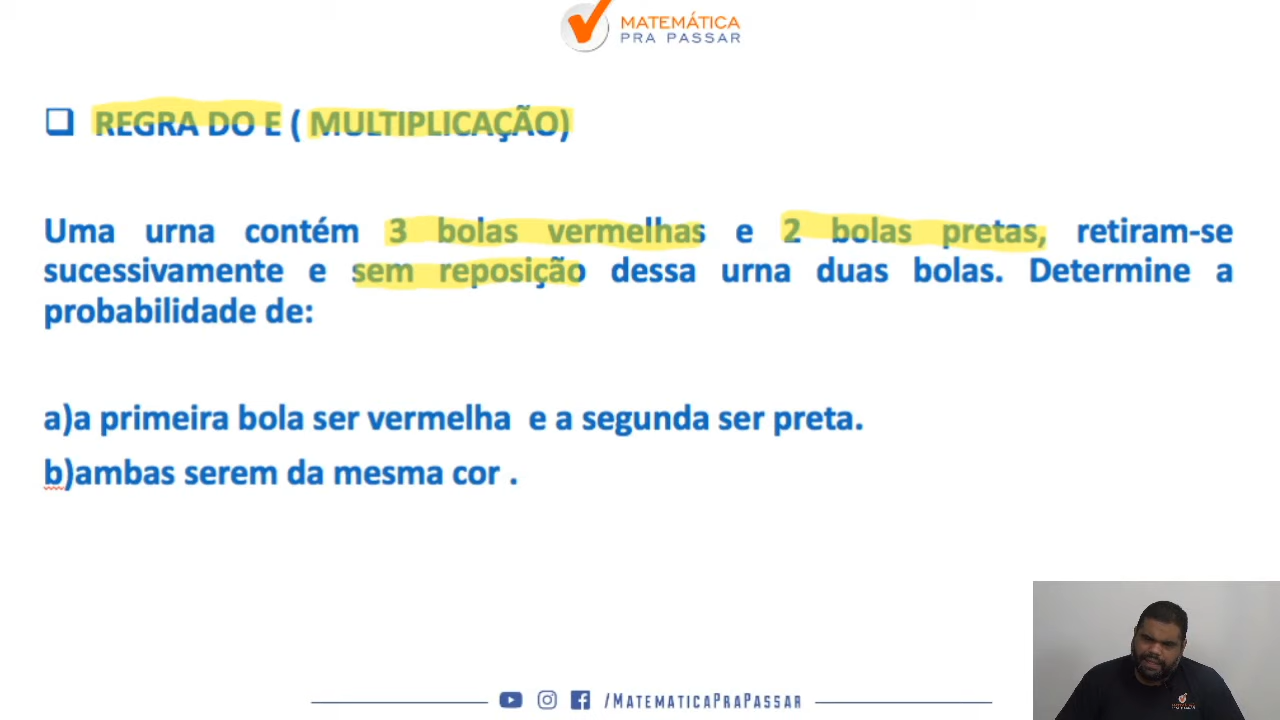 MATEMÁTICA
PRA PASSAR
REGRA DO E ( MULTIPLICAÇÃO)
Uma urna contém 3 bolas vermelhas e 2 bolas pretas, retiram-se
sucessivamente e sem reposição dessa urna duas bolas. Determine a
probabilidade de:
a)a primeira bola ser vermelha e a segunda ser preta.
b)ambas serem da mesma cor .
/MATEMATICAPRAPASSAR